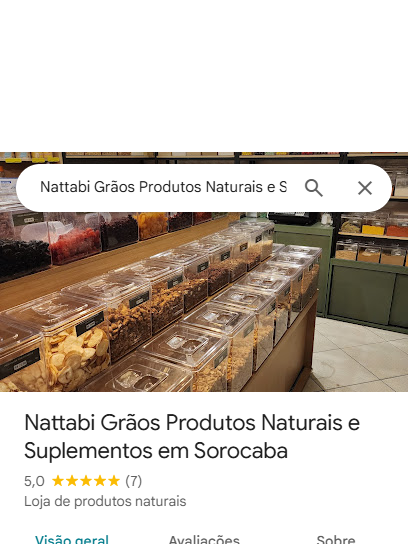 Nattabi Grãos Produtos Naturais e S
Nattabi Grãos Produtos Naturais e
Suplementos em Sorocaba
5,0 (7)
Loja de produtos naturais
Visão geral Avaliações Sobre